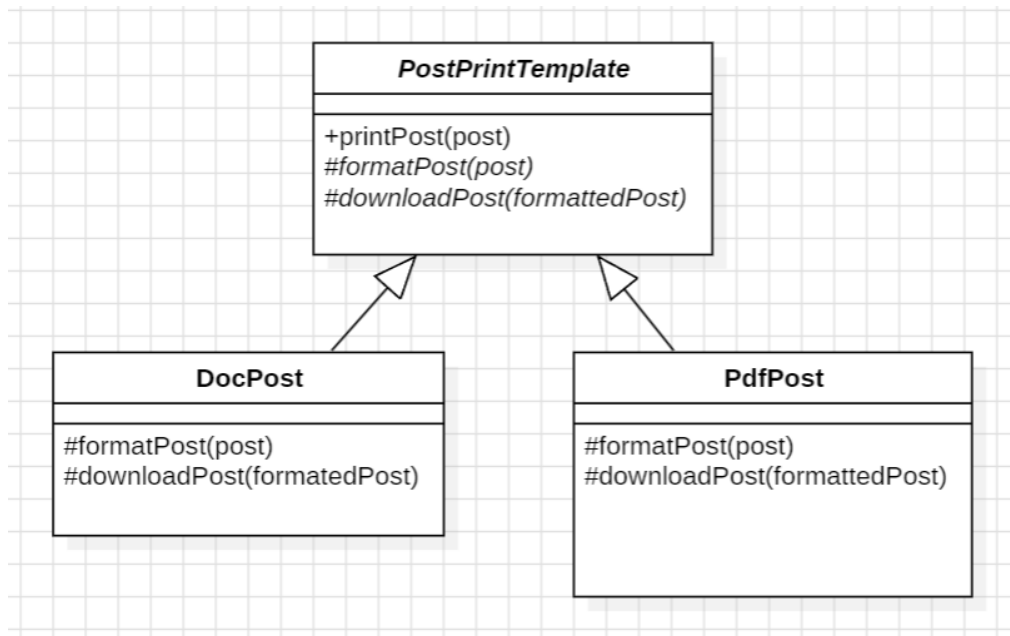 PostPrintTemplate
+printPost(post)
#formatPost(post)
#downloadPost(formattedPost)
DocPost
#formatPost(post)
#downloadPost(formatedPost)
PdfPost
#formatPost(post)
#downloadPost(formattedPost)